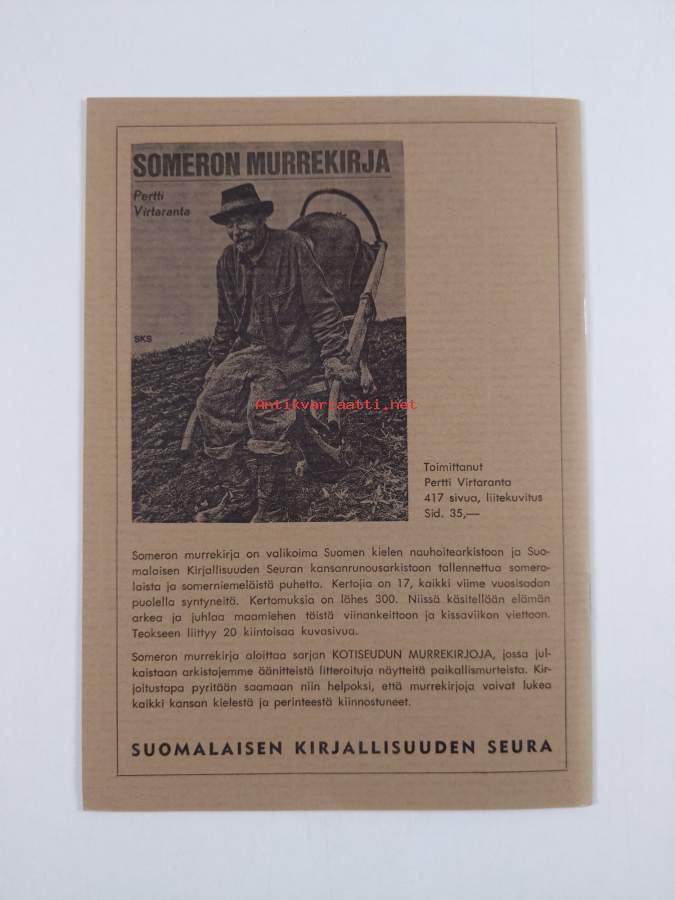 SOMERON MURREKIRJA
Pertti
Virtaranta
SKS
Antikvariaatti.net
Toimittanut
Pertti Virtaranta
417 sivua, liitekuvitus
Sid. 35,—
Someron murrekirja on valikoima Suomen kielen nauhoitearkistoon ja Suo-
malaisen Kirjallisuuden Seuran kansanrunousarkistoon tallennettua somero-
laista ja somerniemeläistä puhetta. Kertojia on 17, kaikki viime vuosisadan
puolella syntyneitä. Kertomuksia on lähes 300. Niissä käsitellään elämän
arkea ja juhlaa maamiehen töistä viinankeittoon ja kissaviikon viettoon.
Teokseen liittyy 20 kiintoisaa kuvasivua.
Someron murrekirja aloittaa sarjan KOTISEUDUN MURREKIRJOJA, jossa jul-
kaistaan arkistojemme äänitteistä litteroituja näytteitä paikallismurteista. Kir-
joitustapa pyritään saamaan niin helpoksi, että murrekirjoja voivat lukea
kaikki kansan kielestä ja perinteestä kiinnostuneet.
SUOMALAISEN KIRJALLISUUDEN SEURA